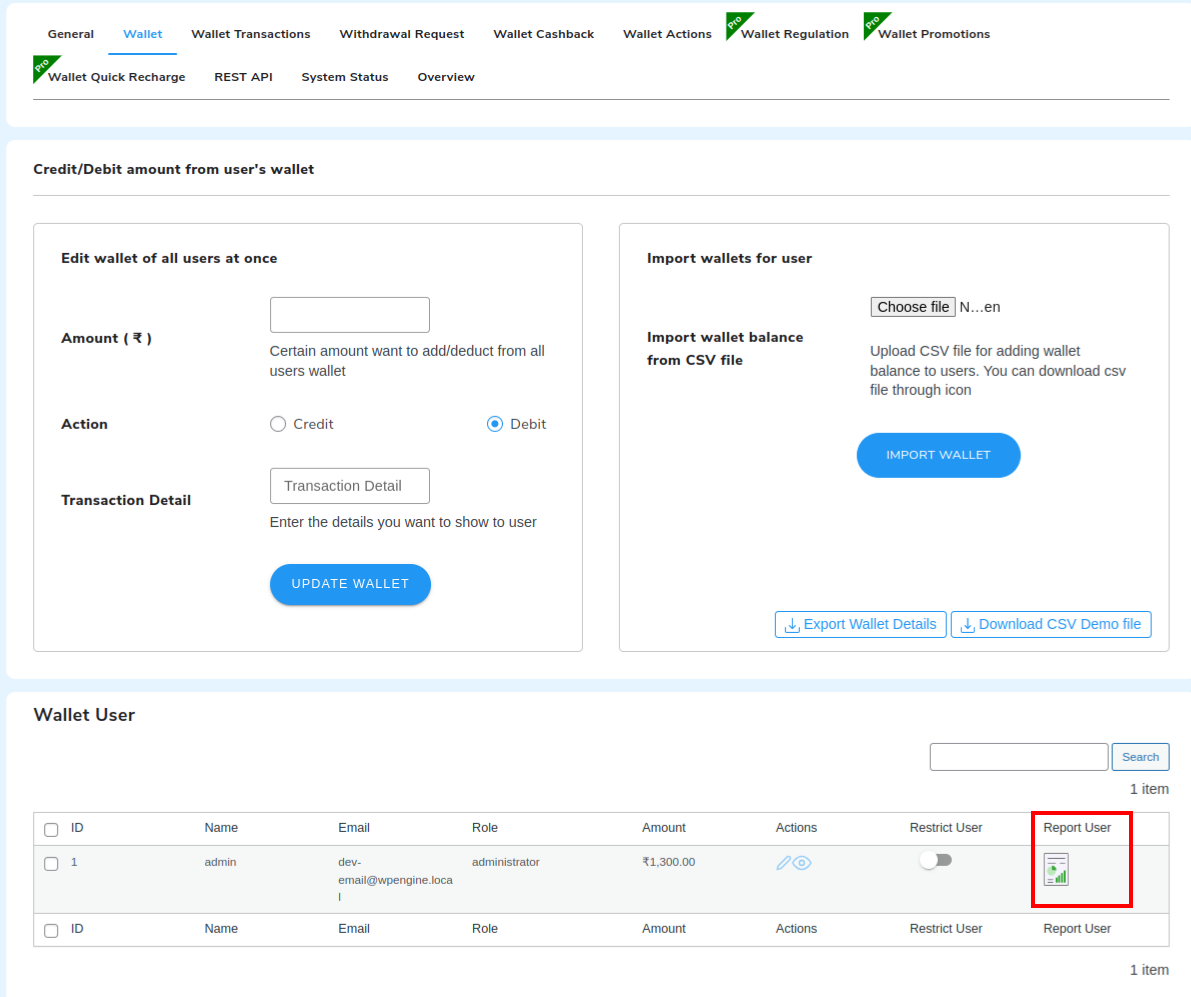 General Wallet Wallet Transactions Withdrawal Request Wallet Cashback Wallet Actions Pro Wallet Regulation Pro Wallet Promotions
Pro Wallet Quick Recharge REST API System Status Overview
Credit/Debit amount from user's wallet
Edit wallet of all users at once
Amount ( ₹ )
Certain amount want to add/deduct from all
users wallet
Action Credit Debit
Transaction Detail Transaction Detail
Enter the details you want to show to user
UPDATE WALLET
Import wallets for user
Choose file N...en
Import wallet balance
from CSV file
Upload CSV file for adding wallet
balance to users. You can download csv
file through icon
IMPORT WALLET
Export Wallet Details Download CSV Demo file
Wallet User
Search
1 item
ID Name Email Role Amount Actions Restrict User Report User
1 admin dev- administrator ₹1,300.00
email@wpengine.loca
l
ID Name Email Role Amount Actions Restrict User Report User
1 item